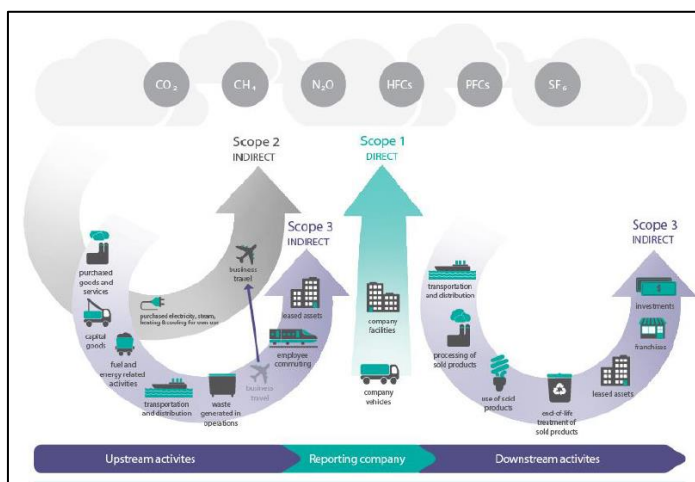 CO₂
CH₄
N₂O
HFCs
PFCs
SF₆
Scope 2
INDIRECT
Scope 1
DIRECT
Scope 3
INDIRECT
Scope 3
INDIRECT
purchased
goods and
services
capital
goods
fuel and
energy related
activities
transportation
and distribution
waste
generated in
operations
business
travel
purchased electricity, steam,
heating & cooling for own use
business
travel
employee
commuting
leased assets
company
facilities
company
vehicles
transportation
and distribution
processing of
sold products
use of sold
products
end-of-life
treatment of
sold products
leased assets
franchises
investments
Upstream activites
Reporting company
Downstream activites